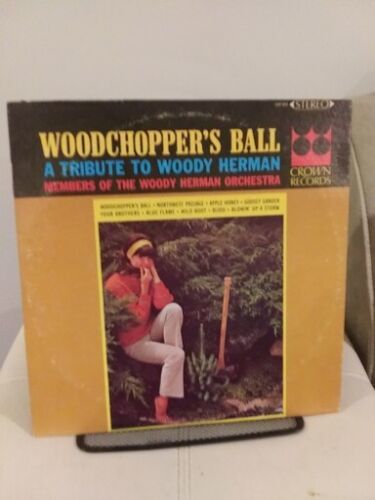 STEREO
WOODCHOPPER'S BALL
A TRIBUTE TO WOODY HERMAN
MEMBERS OF THE WOODY HERMAN ORCHESTRA
CROWN
RECORDS
WOODCHOPPER'S BALL • NORTHWEST PASSAGE • APPLE HONEY • GOOSEY GANDER
FOUR BROTHERS • BLUE FLAME • WILD ROOT • BIJOU • BLOWIN' UP A STORM